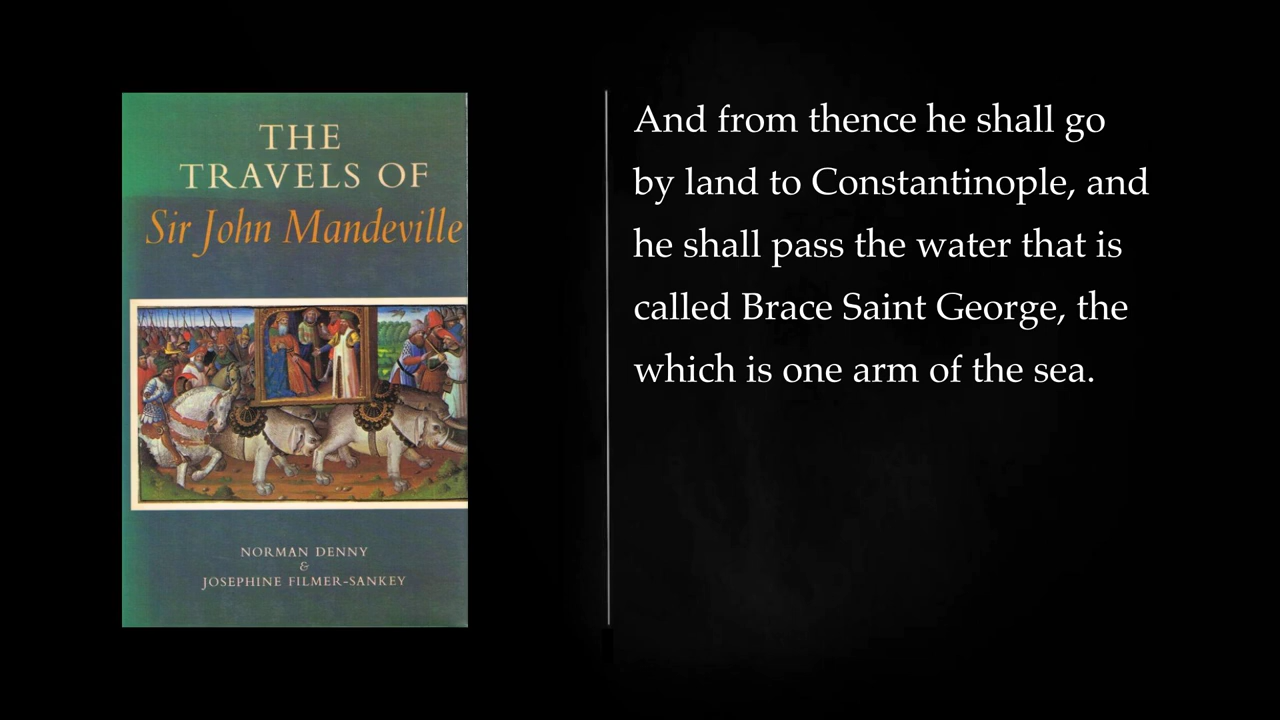 THE
TRAVELS OF
Sir John Mandeville
NORMAN DENNY
&
JOSEPHINE FILMER-SANKEY
And from thence he shall go
by land to Constantinople, and
he shall pass the water that is
called Brace Saint George, the
which is one arm of the sea.